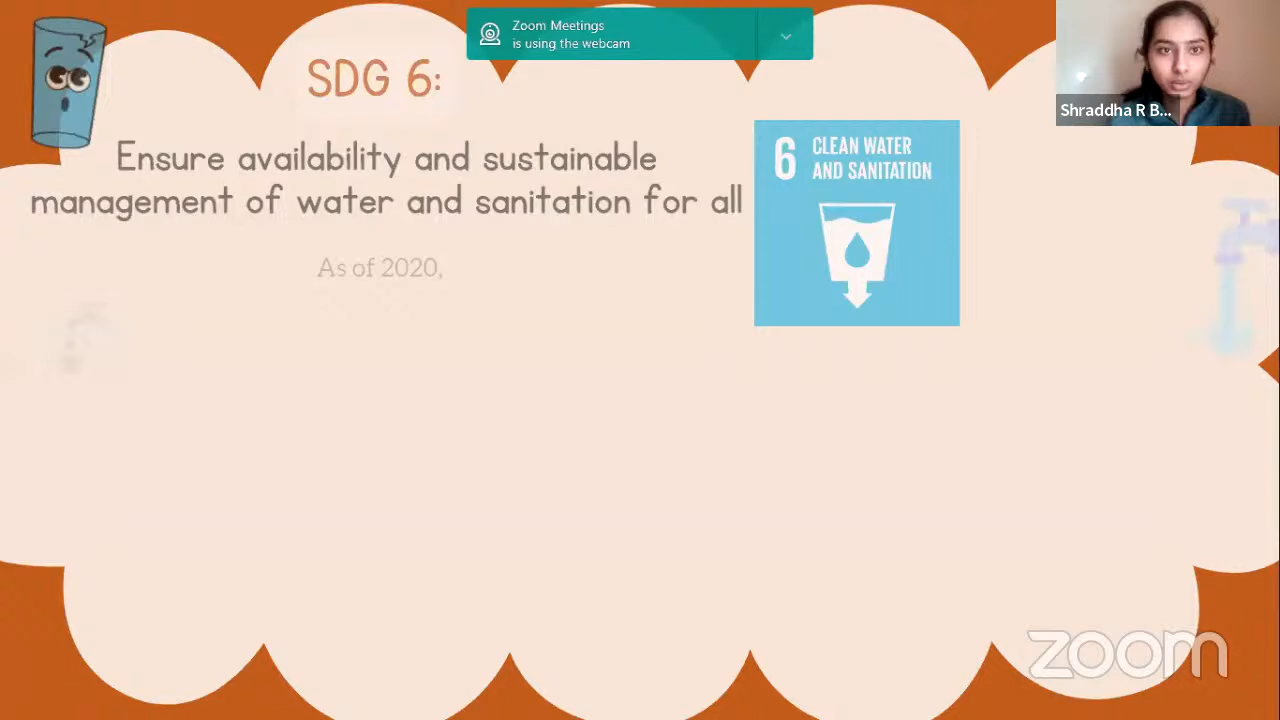 Zoom Meetings
is using the webcam
SDG 6:
Ensure availability and sustainable
management of water and sanitation for all
As of 2020,
6 CLEAN WATER
AND SANITATION
Shraddha R B...
zoom